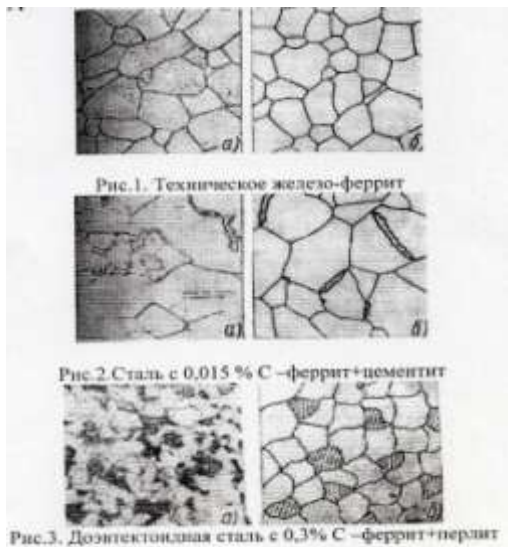 а) б)
Рис.1. Техническое железо-феррит
а) б)
Рис.2.Сталь с 0,015 % С –феррит+цементит
а) б)
Рис.3. Доэвтектоидная сталь с 0,3% С –феррит+перлит